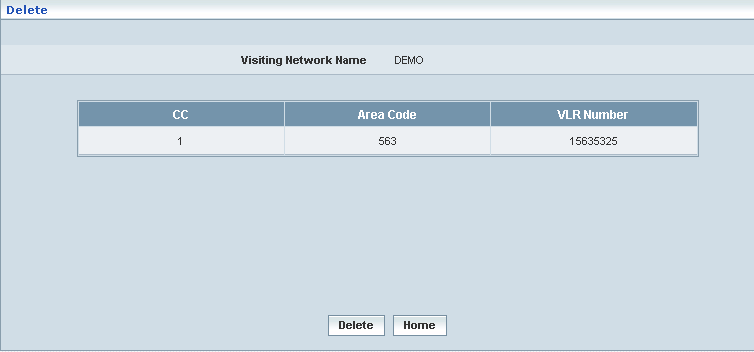 Delete
Visiting Network Name DEMO
CC Area Code VLR Number
1 563 15635325
Delete Home